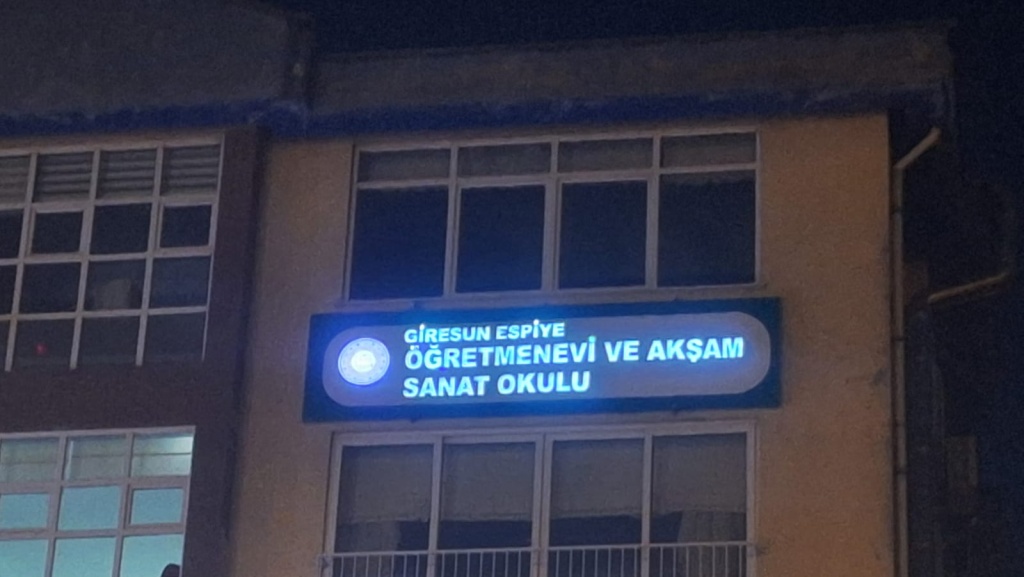 GİRESUN ESPİYE
ÖĞRETMENEVİ VE AKŞAM
SANAT OKULU